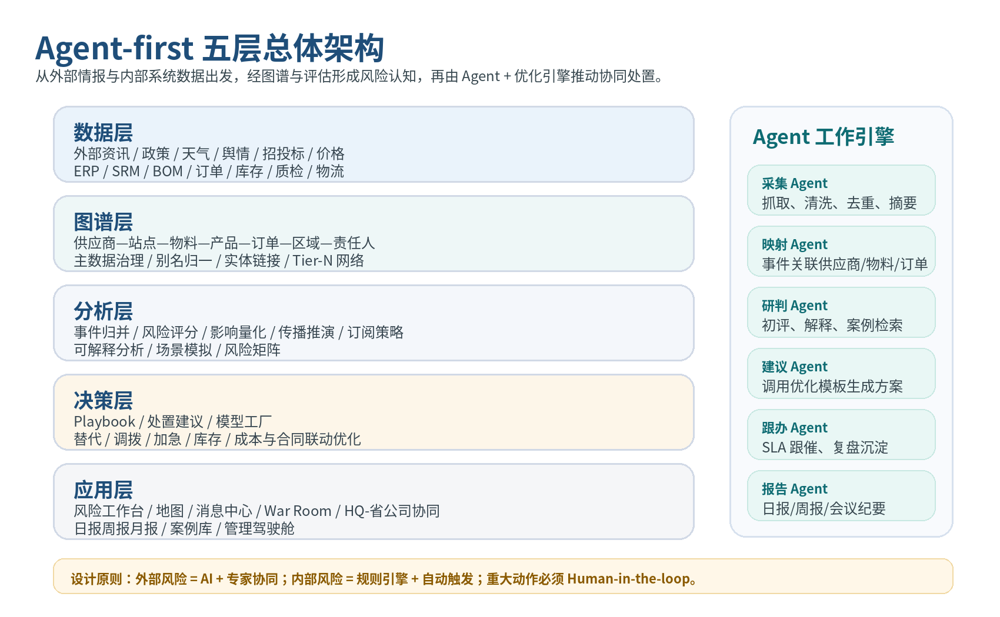 Agent-first 五层总体架构
从外部情报与内部系统数据出发，经图谱与评估形成风险认知，再由 Agent + 优化引擎推动协同处置。
数据层
外部资讯 / 政策 / 天气 / 舆情 / 招投标 / 价格
ERP / SRM / BOM / 订单 / 库存 / 质检 / 物流
图谱层
供应商—站点—物料—产品—订单—区域—责任人
主数据治理 / 别名归一 / 实体链接 / Tier-N 网络
分析层
事件归并 / 风险评分 / 影响量化 / 传播推演 / 订阅策略
可解释分析 / 场景模拟 / 风险矩阵
决策层
Playbook / 处置建议 / 模型工厂
替代 / 调拨 / 加急 / 库存 / 成本与合同联动优化
应用层
风险工作台 / 地图 / 消息中心 / War Room / HQ-省公司协同
日报周报月报 / 案例库 / 管理驾驶舱
Agent 工作引擎
采集 Agent
抓取、清洗、去重、摘要
映射 Agent
事件关联供应商/物料/订单
研判 Agent
初评、解释、案例检索
建议 Agent
调用优化模板生成方案
跟办 Agent
SLA 跟催、复盘沉淀
报告 Agent
日报/周报/会议纪要
设计原则：外部风险 = AI + 专家协同；内部风险 = 规则引擎 + 自动触发；重大动作必须 Human-in-the-loop。